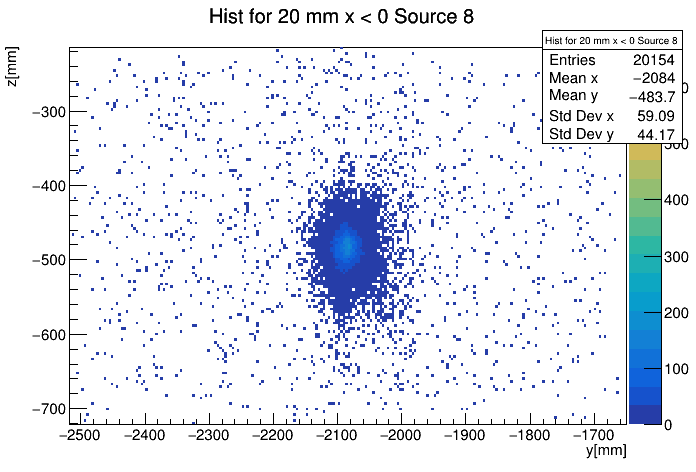 Hist for 20 mm x < 0 Source 8
z[mm]
Hist for 20 mm x < 0 Source 8
Entries 20154
Mean x −2084
Mean y −483.7
Std Dev x 59.09
Std Dev y 44.17
−300
−400
−500
−600
−700
400
300
200
100
0
−2500 −2400 −2300 −2200 −2100 −2000 −1900 −1800 −1700
y[mm]